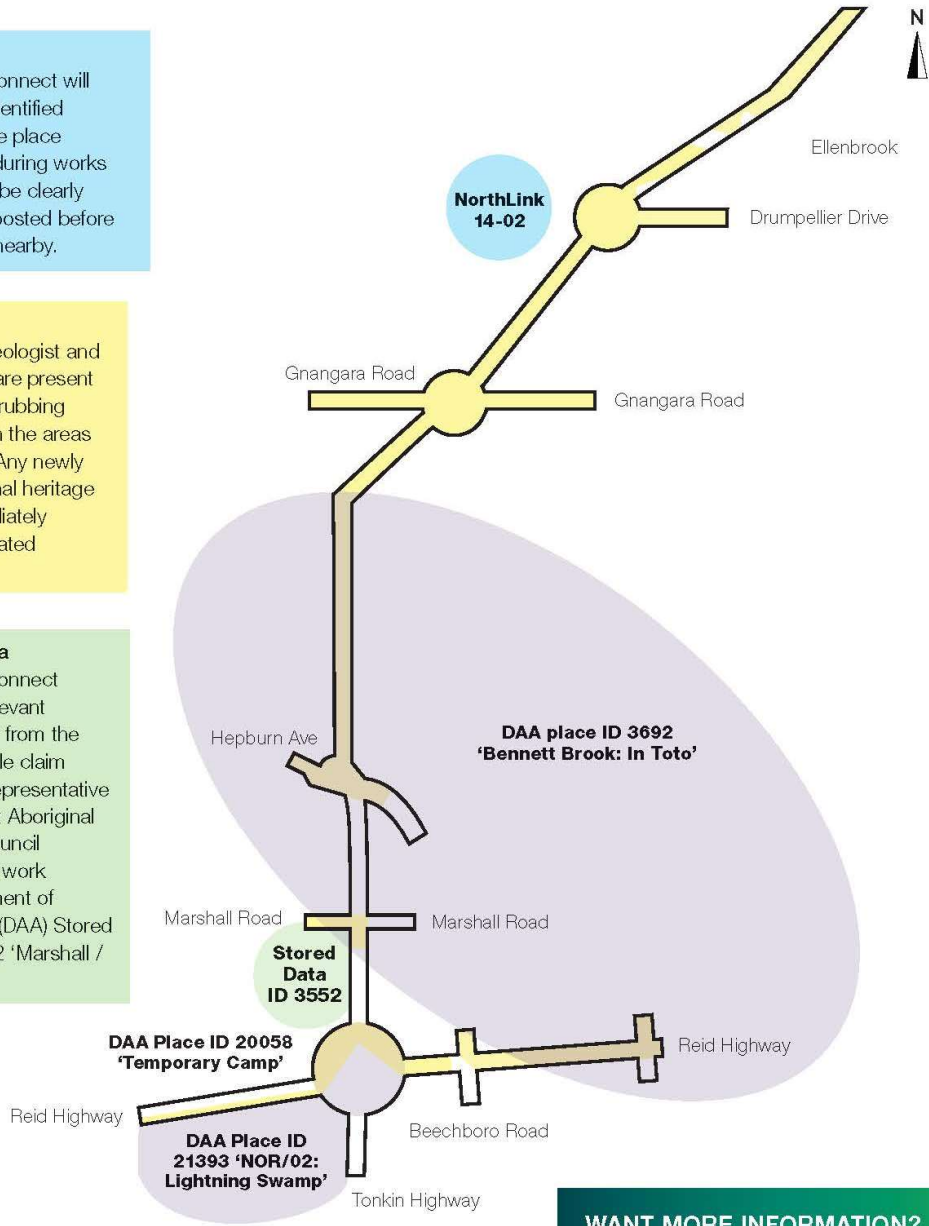 onnect will
entified
e place
during works
be clearly
posted before
nearby.
eologist and
are present
rubbing
n the areas
Any newly
nal heritage
diately
ated
a
onnect
evant
from the
le claim
epresentative
t Aboriginal
ouncil
work
ment of
(DAA) Stored
2 ‘Marshall /
N
Ellenbrook
NorthLink
14-02
Drumpellier Drive
Gnangara Road
Gnangara Road
DAA place ID 3692
‘Bennett Brook: In Toto’
Hepburn Ave
Marshall Road
Marshall Road
Stored
Data
ID 3552
DAA Place ID 20058
‘Temporary Camp’
Reid Highway
Reid Highway
Beechboro Road
DAA Place ID
21393 ‘NOR/02:
Lightning Swamp’
Tonkin Highway
WANT MORE INFORMATION?